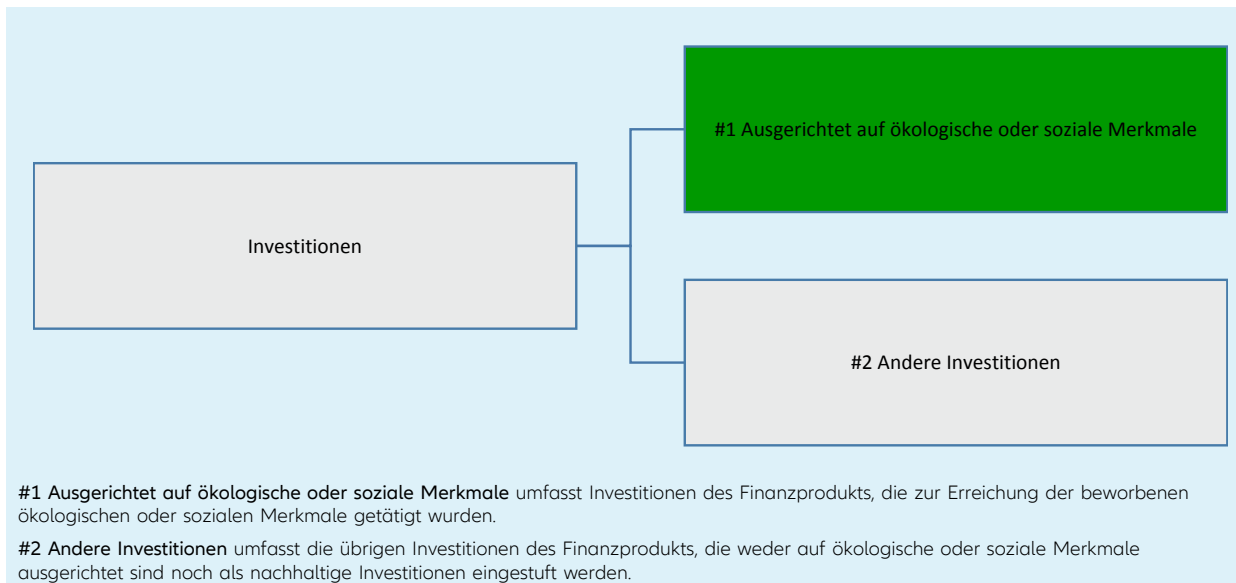 #1 Ausgerichtet auf ökologische oder soziale Merkmale
Investitionen
#2 Andere Investitionen
#1 Ausgerichtet auf ökologische oder soziale Merkmale umfasst Investitionen des Finanzprodukts, die zur Erreichung der beworbenen
ökologischen oder sozialen Merkmale getätigt wurden.
#2 Andere Investitionen umfasst die übrigen Investitionen des Finanzprodukts, die weder auf ökologische oder soziale Merkmale
ausgerichtet sind noch als nachhaltige Investitionen eingestuft werden.